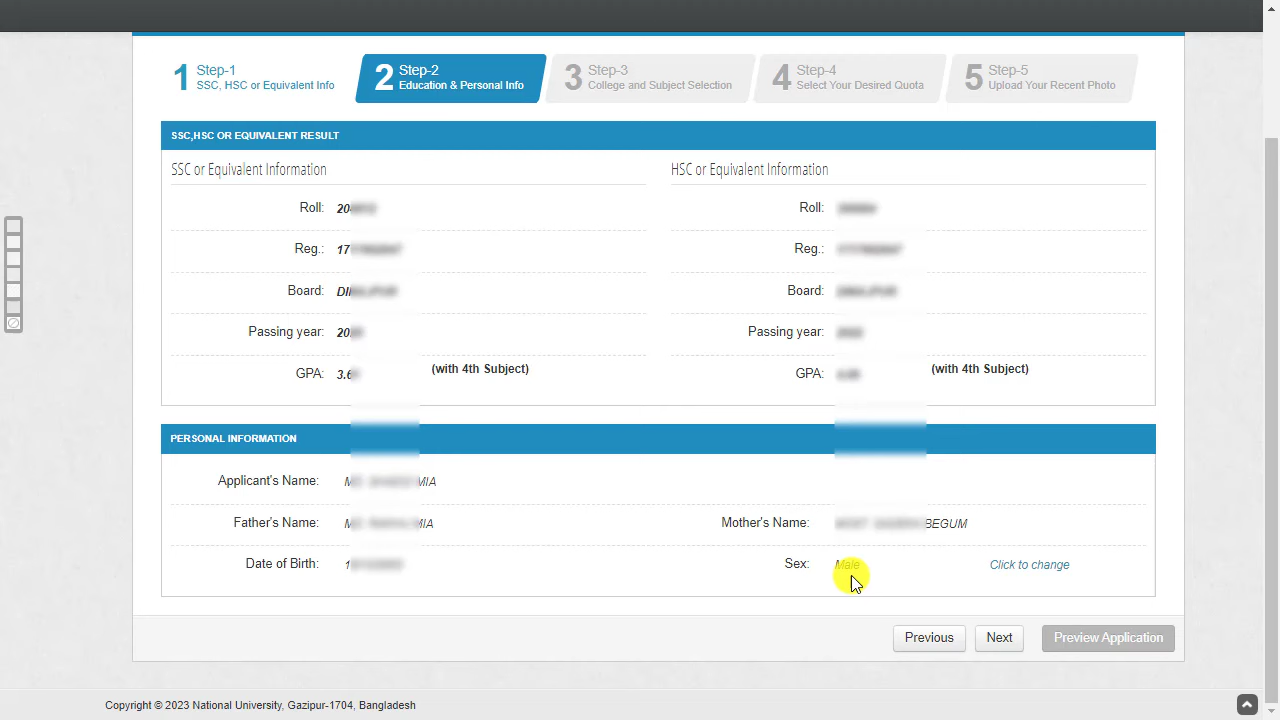 1 Step-1
SSC, HSC or Equivalent Info
2 Step-2
Education & Personal Info
3 Step-3
College and Subject Selection
4 Step-4
Select Your Desired Quota
5 Step-5
Upload Your Recent Photo
SSC,HSC OR EQUIVALENT RESULT
SSC or Equivalent Information
HSC or Equivalent Information
Roll:
Roll:
Reg.:
Reg.:
Board:
Board:
Passing year:
Passing year:
GPA: (with 4th Subject)
GPA: (with 4th Subject)
PERSONAL INFORMATION
Applicant's Name: MIA
Father's Name: MIA
Mother's Name: BEGUM
Date of Birth:
Sex: Male Click to change
Previous
Next
Preview Application
Copyright © 2023 National University, Gazipur-1704, Bangladesh